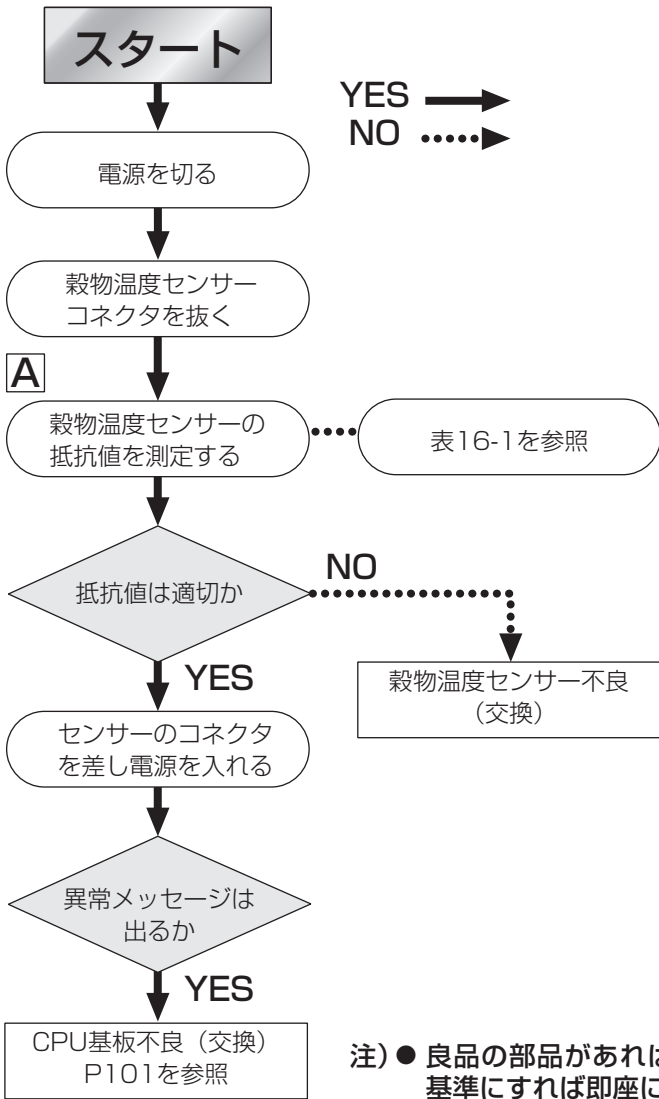 スタート
YES
NO
電源を切る
穀物温度センサー
コネクタを抜く
A
穀物温度センサーの
抵抗値を測定する
表16-1を参照
抵抗値は適切か
NO
YES
穀物温度センサー不良
（交換）
センサーのコネクタ
を差し電源を入れる
異常メッセージは
出るか
YES
CPU基板不良（交換）
P101を参照
注）● 良品の部品があれば
基準にすれば即座に